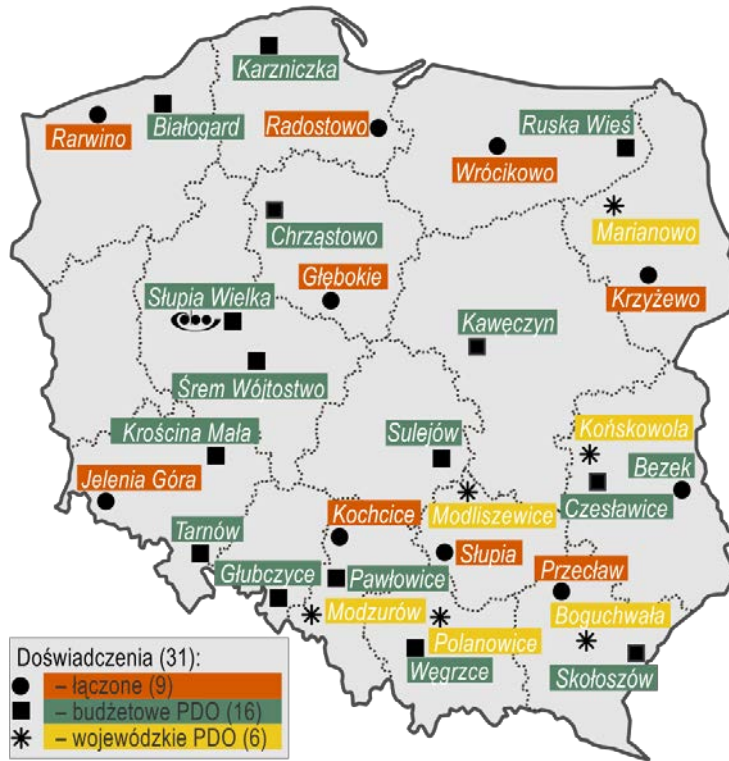 Karzniczka
Rarwino
Białogard
Radostowo
Ruska Wieś
Wrócikowo
Marianowo
Chrząstowo
Głębokie
Krzyżewo
Słupia Wielka
Kawęczyn
Śrem Wójtostwo
Krościna Mała
Sulejów
Końskowola
Bezek
Jelenia Góra
Czesławice
Kochcice
Modliszewice
Tarnów
Słupia
Głubczyce
Pawłowice
Przecław
Modzurów
Boguchwała
Polanowice
Węgrzce
Skołoszów
Doświadczenia (31):
– łączone (9)
– budżetowe PDO (16)
– wojewódzkie PDO (6)